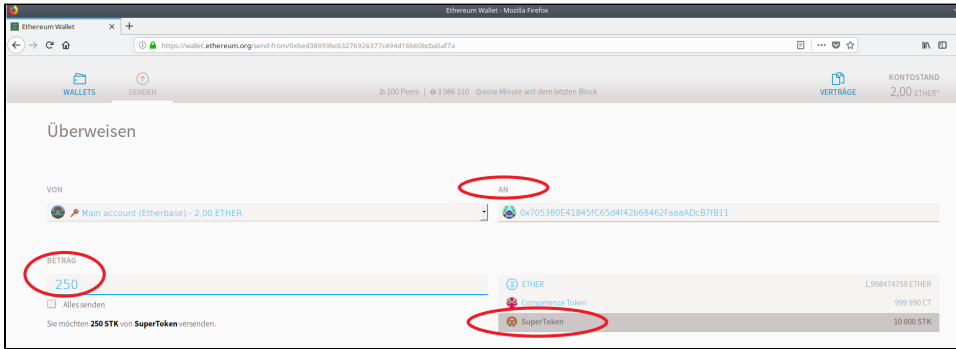 Ethereum Wallet - Mozilla Firefox
Ethereum Wallet
https://wallet.ethereum.org/send-from/0x6ed38959bc63276926377c494d16b60bcba5af7a
WALLETS
SENDEN
100 Peers | 3 986 310 eine Minute seit dem letzten Block
VERTRÄGE
KONTOSTAND
2,00 ETHER*
Überweisen
VON
AN
Main account (Etherbase) - 2,00 ETHER
0x705380E41845fC65d4f42b68462FaaaADcB7fB11
BETRAG
250
Alles senden
Sie möchten 250 STK von SuperToken versenden.
ETHER 1,998474759 ETHER
Competence Token 999 990 CT
SuperToken 10 000 STK